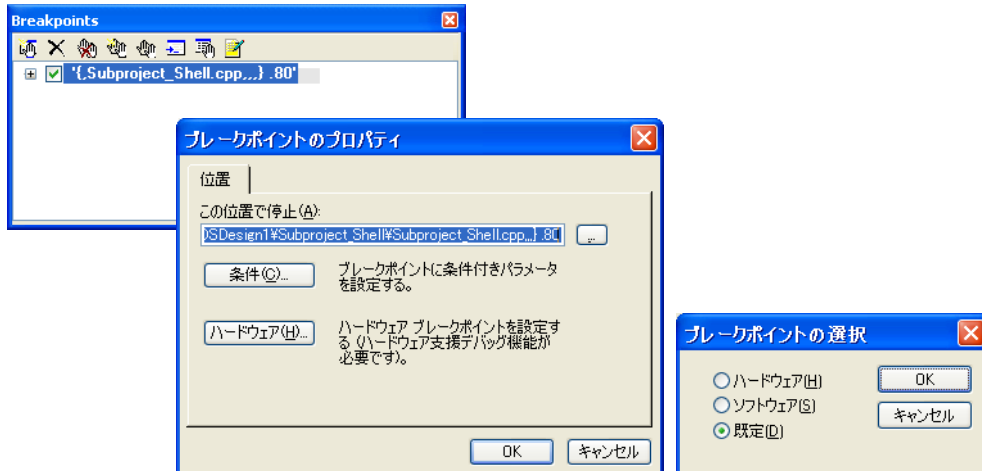 Breakpoints
'{,Subproject_Shell.cpp,,,} .80'
ブレークポイントのプロパティ
位置
この位置で停止(A):
OSDesign1¥Subproject_Shell¥Subproject_Shell.cpp,,,} .80
...
条件(C)...
ブレークポイントに条件付きパラメータ
を設定する。
ハードウェア(H)...
ハードウェア ブレークポイントを設定す
る (ハードウェア支援デバッグ機能が
必要です)。
OK
キャンセル
ブレークポイントの選択
ハードウェア(H)
ソフトウェア(S)
既定(D)
OK
キャンセル